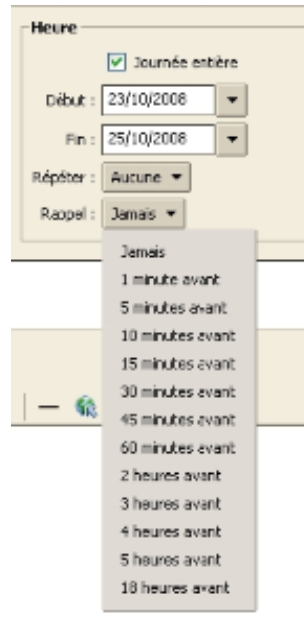 Heure
Journée entière
Début : 23/10/2008
Fin : 25/10/2008
Répéter : Aucune
Rappel : Jamais
Jamais
1 minute avant
5 minutes avant
10 minutes avant
15 minutes avant
30 minutes avant
45 minutes avant
60 minutes avant
2 heures avant
3 heures avant
4 heures avant
5 heures avant
18 heures avant